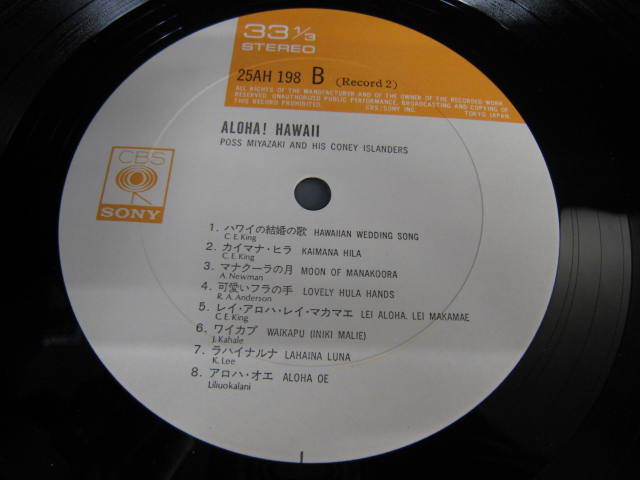 33 1/3
STEREO
25AH 198 B (Record 2)
ALL RIGHTS OF THE MANUFACTURER AND OF THE OWNER OF THE RECORDED WORK
RESERVED. UNAUTHORIZED PUBLIC PERFORMANCE, BROADCASTING AND COPYING OF
THIS RECORD PROHIBITED. CBS/SONY INC. TOKYO JAPAN
ALOHA! HAWAII
POSS MIYAZAKI AND HIS CONEY ISLANDERS
CBS
SONY
1. ハワイの結婚の歌 HAWAIIAN WEDDING SONG
C. E. King
2. カイマナ・ヒラ KAIMANA HILA
C. E. King
3. マナクーラの月 MOON OF MANAKOORA
A. Newman
4. 可愛いフラの手 LOVELY HULA HANDS
R. A. Anderson
5. レイ・アロハ・レイ・マカマエ LEI ALOHA, LEI MAKAMAE
C. E. King
6. ワイカプ WAIKAPU (INIKI MALIE)
J. Kahale
7. ラハイナルナ LAHAINA LUNA
K. Lee
8. アロハ・オエ ALOHA OE
Liliuokalani